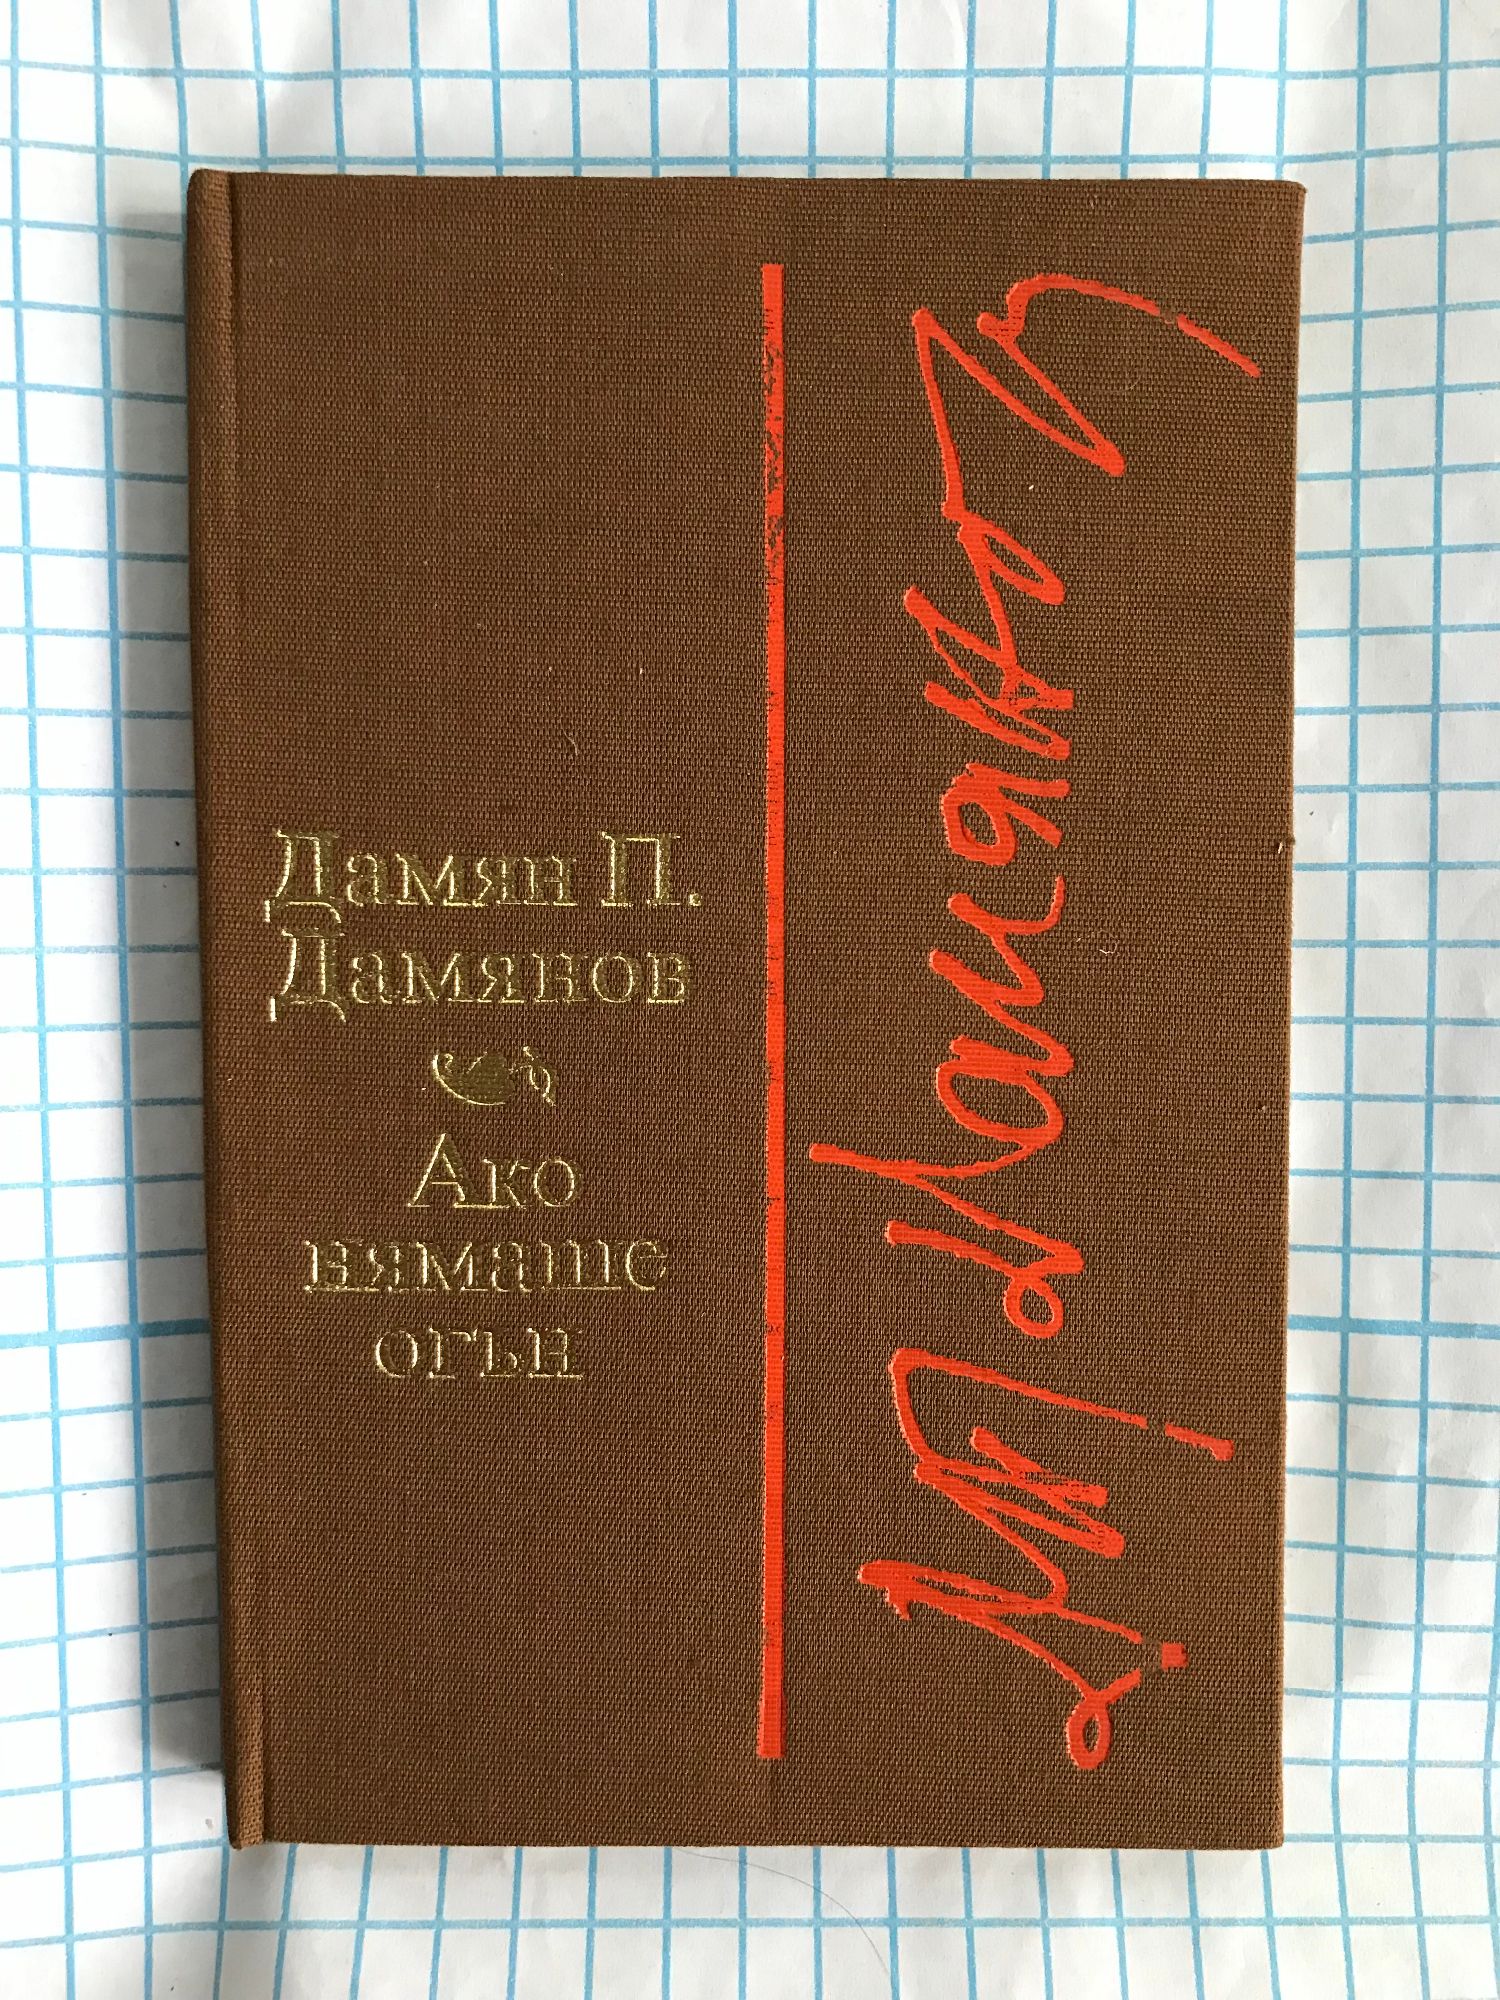 Дамян П.
Дамянов
Ако
нямаше
огън